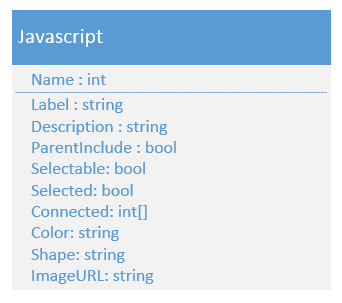 Javascript
Name : int
Label : string
Description : string
ParentInclude : bool
Selectable: bool
Selected: bool
Connected: int[]
Color: string
Shape: string
ImageURL: string